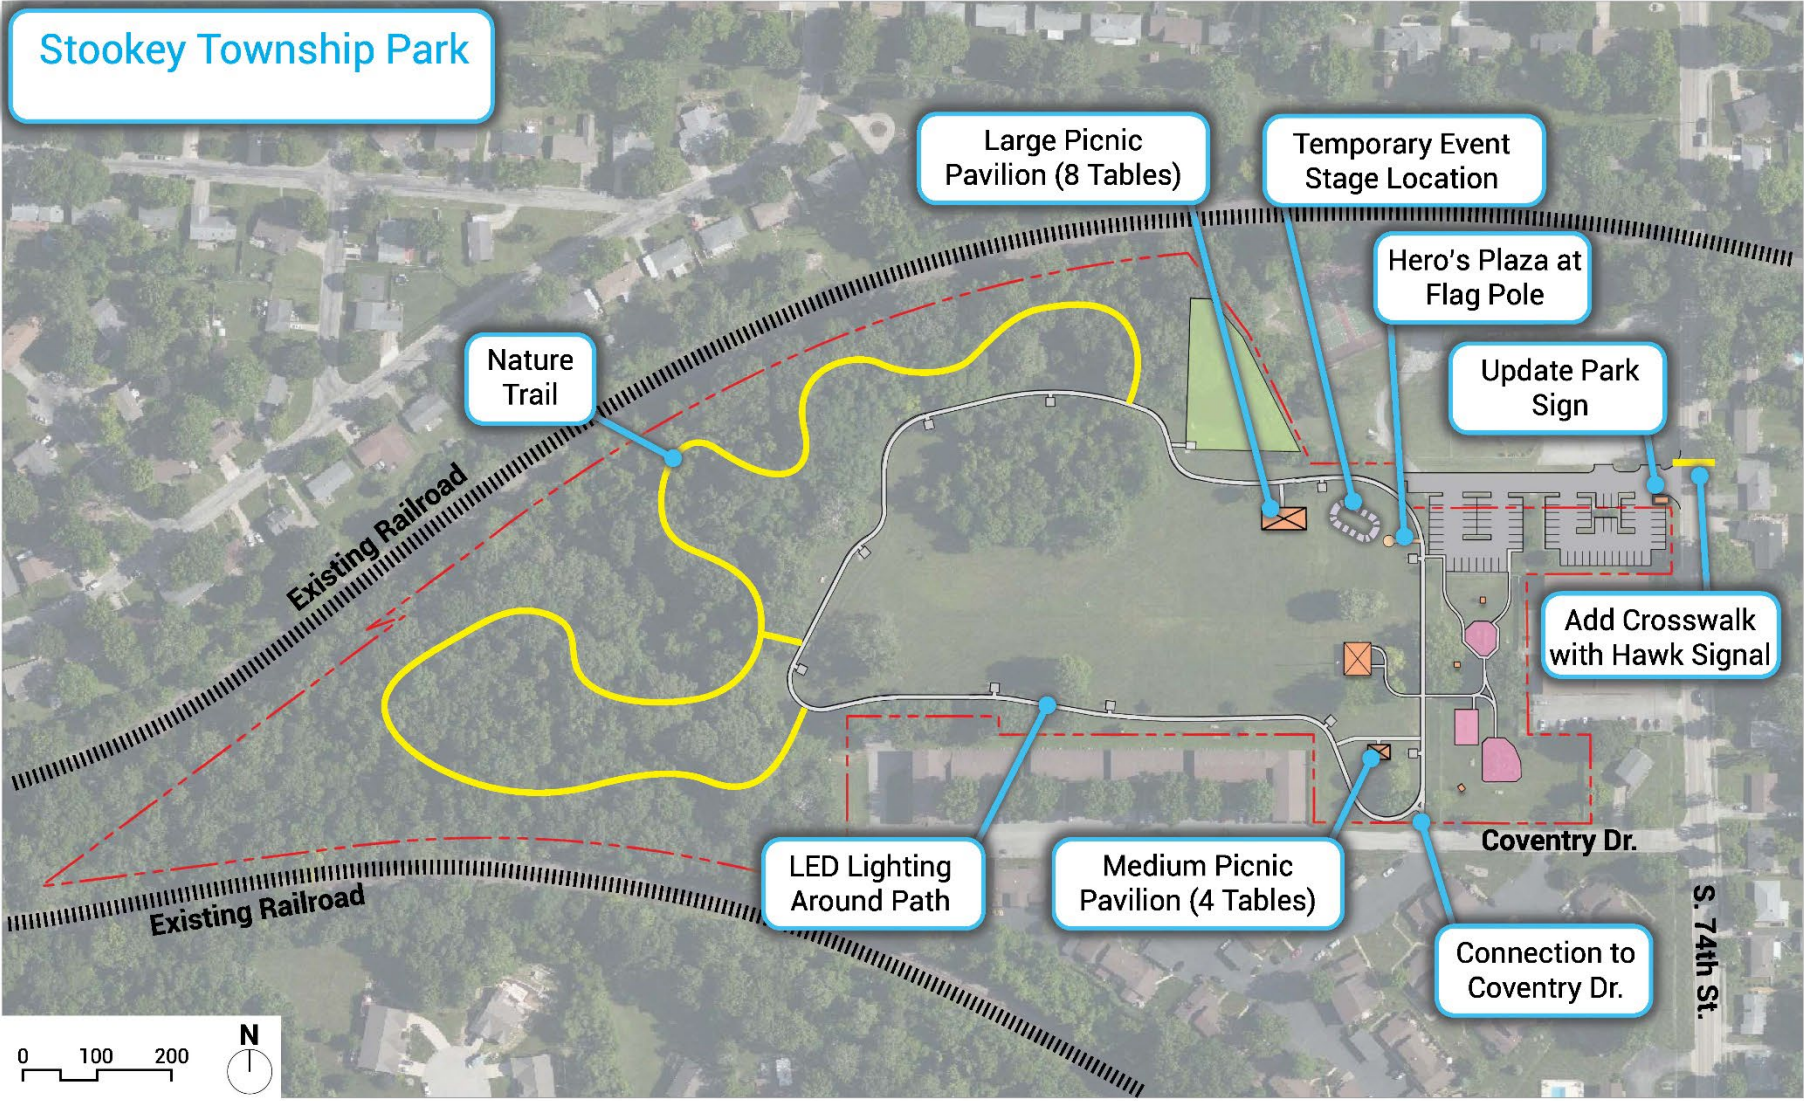 Stookey Township Park
Large Picnic
Pavilion (8 Tables)
Temporary Event
Stage Location
Hero's Plaza at
Flag Pole
Nature
Trail
Update Park
Sign
Existing Railroad
Add Crosswalk
with Hawk Signal
Coventry Dr.
LED Lighting
Around Path
Medium Picnic
Pavilion (4 Tables)
Existing Railroad
S. 74th St.
Connection to
Coventry Dr.
N
0 100 200